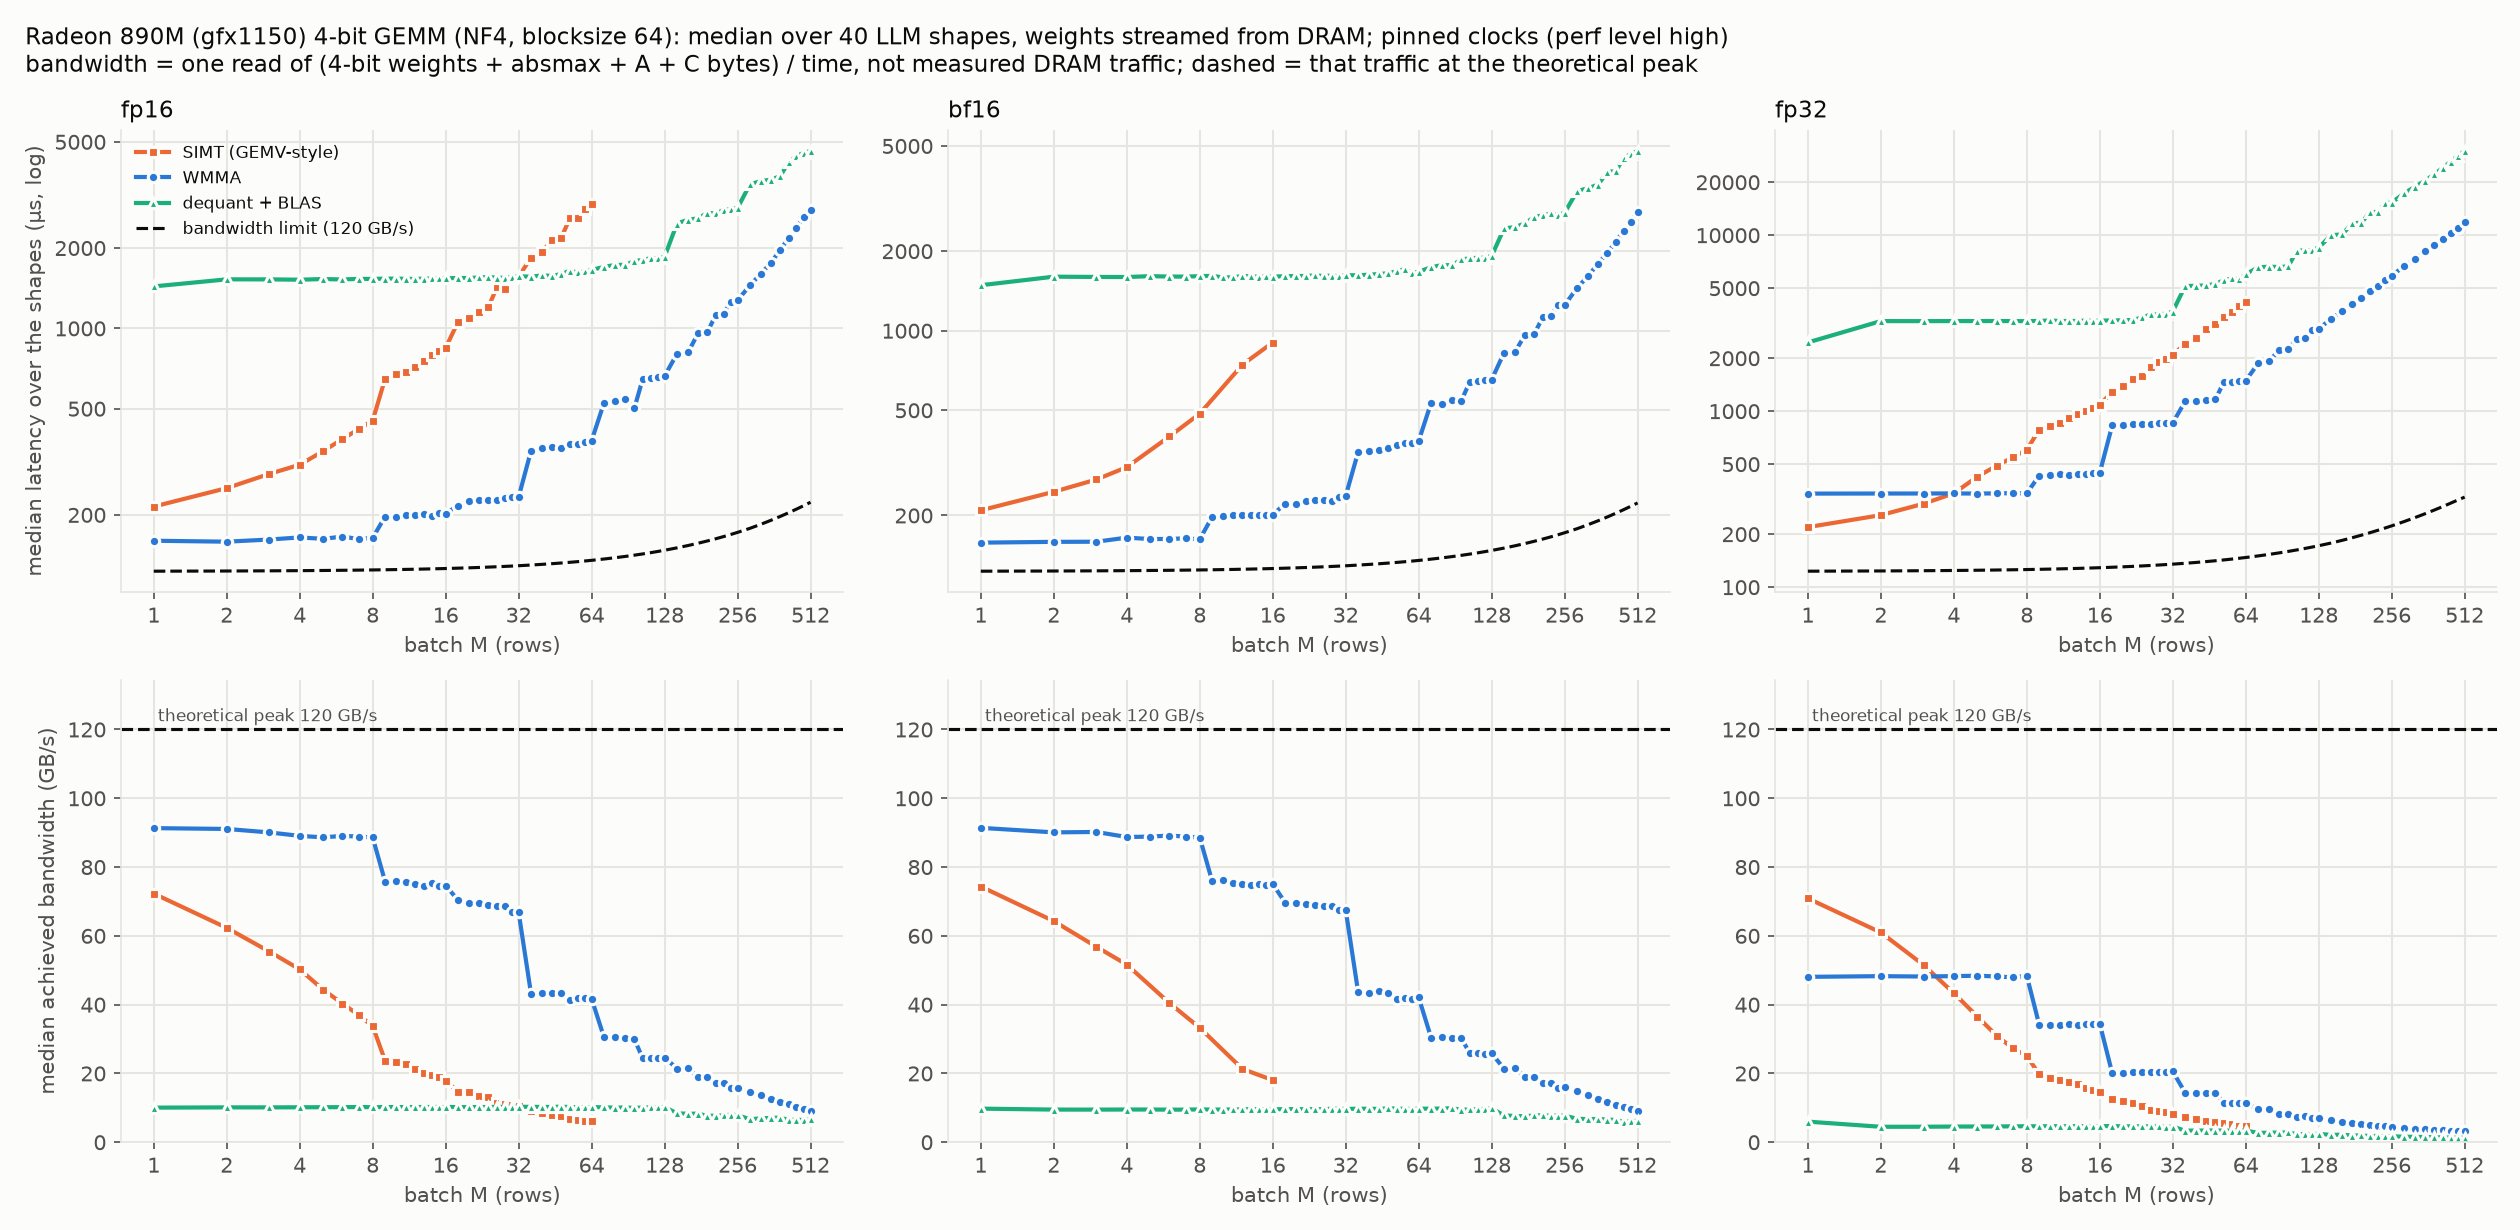 Radeon 890M (gfx1150) 4-bit GEMM (NF4, blocksize 64): median over 40 LLM shapes, weights streamed from DRAM; pinned clocks (perf level high)
bandwidth = one read of (4-bit weights + absmax + A + C bytes) / time, not measured DRAM traffic; dashed = that traffic at the theoretical peak
fp16
median latency over the shapes (µs, log)
5000
2000
1000
500
200
SIMT (GEMV-style)
WMMA
dequant + BLAS
bandwidth limit (120 GB/s)
1 2 4 8 16 32 64 128 256 512
batch M (rows)
bf16
5000
2000
1000
500
200
1 2 4 8 16 32 64 128 256 512
batch M (rows)
fp32
20000
10000
5000
2000
1000
500
200
100
1 2 4 8 16 32 64 128 256 512
batch M (rows)
median achieved bandwidth (GB/s)
theoretical peak 120 GB/s
120
100
80
60
40
20
0
1 2 4 8 16 32 64 128 256 512
batch M (rows)
theoretical peak 120 GB/s
120
100
80
60
40
20
0
1 2 4 8 16 32 64 128 256 512
batch M (rows)
theoretical peak 120 GB/s
120
100
80
60
40
20
0
1 2 4 8 16 32 64 128 256 512
batch M (rows)